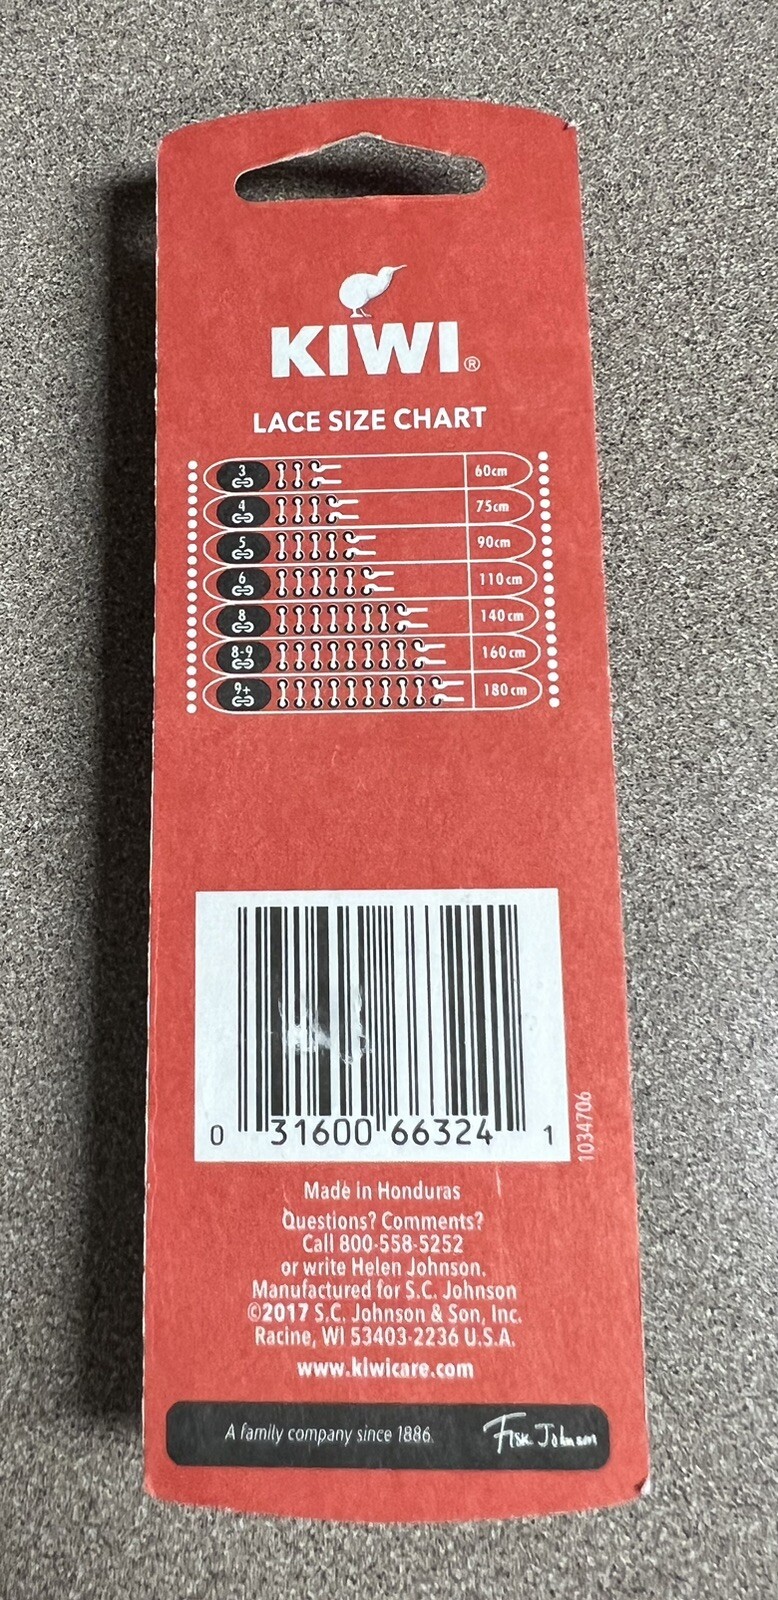 KIWI®
LACE SIZE CHART
3 60cm
4 75cm
5 90cm
6 110cm
8 140cm
8-9 160cm
9+ 180cm
0 31600 66324 1
1034706
Made in Honduras
Questions? Comments?
Call 800-558-5252
or write Helen Johnson.
Manufactured for S.C. Johnson
©2017 S.C. Johnson & Son, Inc.
Racine, WI 53403-2236 U.S.A.
www.kiwicare.com
A family company since 1886. Fisk Johnson